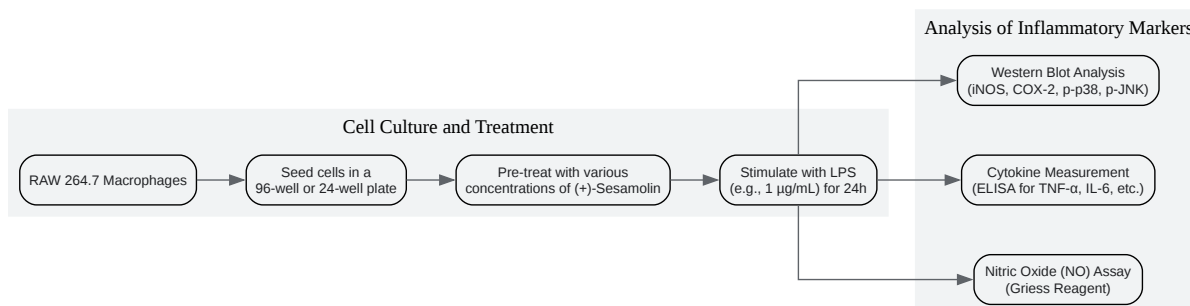 Analysis of Inflammatory Markers
Western Blot Analysis
(iNOS, COX-2, p-p38, p-JNK)
Cell Culture and Treatment
RAW 264.7 Macrophages
Seed cells in a
96-well or 24-well plate
Pre-treat with various
concentrations of (+)-Sesamolin
Stimulate with LPS
(e.g., 1 µg/mL) for 24h
Cytokine Measurement
(ELISA for TNF-α, IL-6, etc.)
Nitric Oxide (NO) Assay
(Griess Reagent)